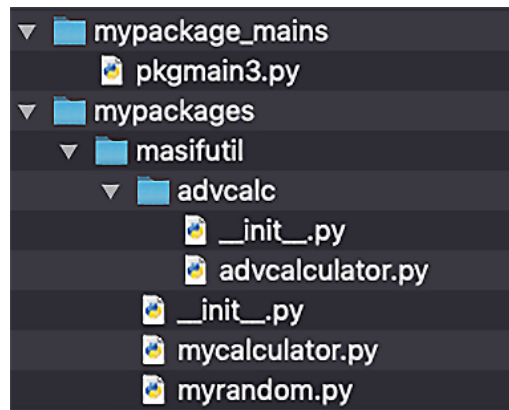 mypackage_mains
pkgmain3.py
mypackages
masifutil
advcalc
__init__.py
advcalculator.py
__init__.py
mycalculator.py
myrandom.py